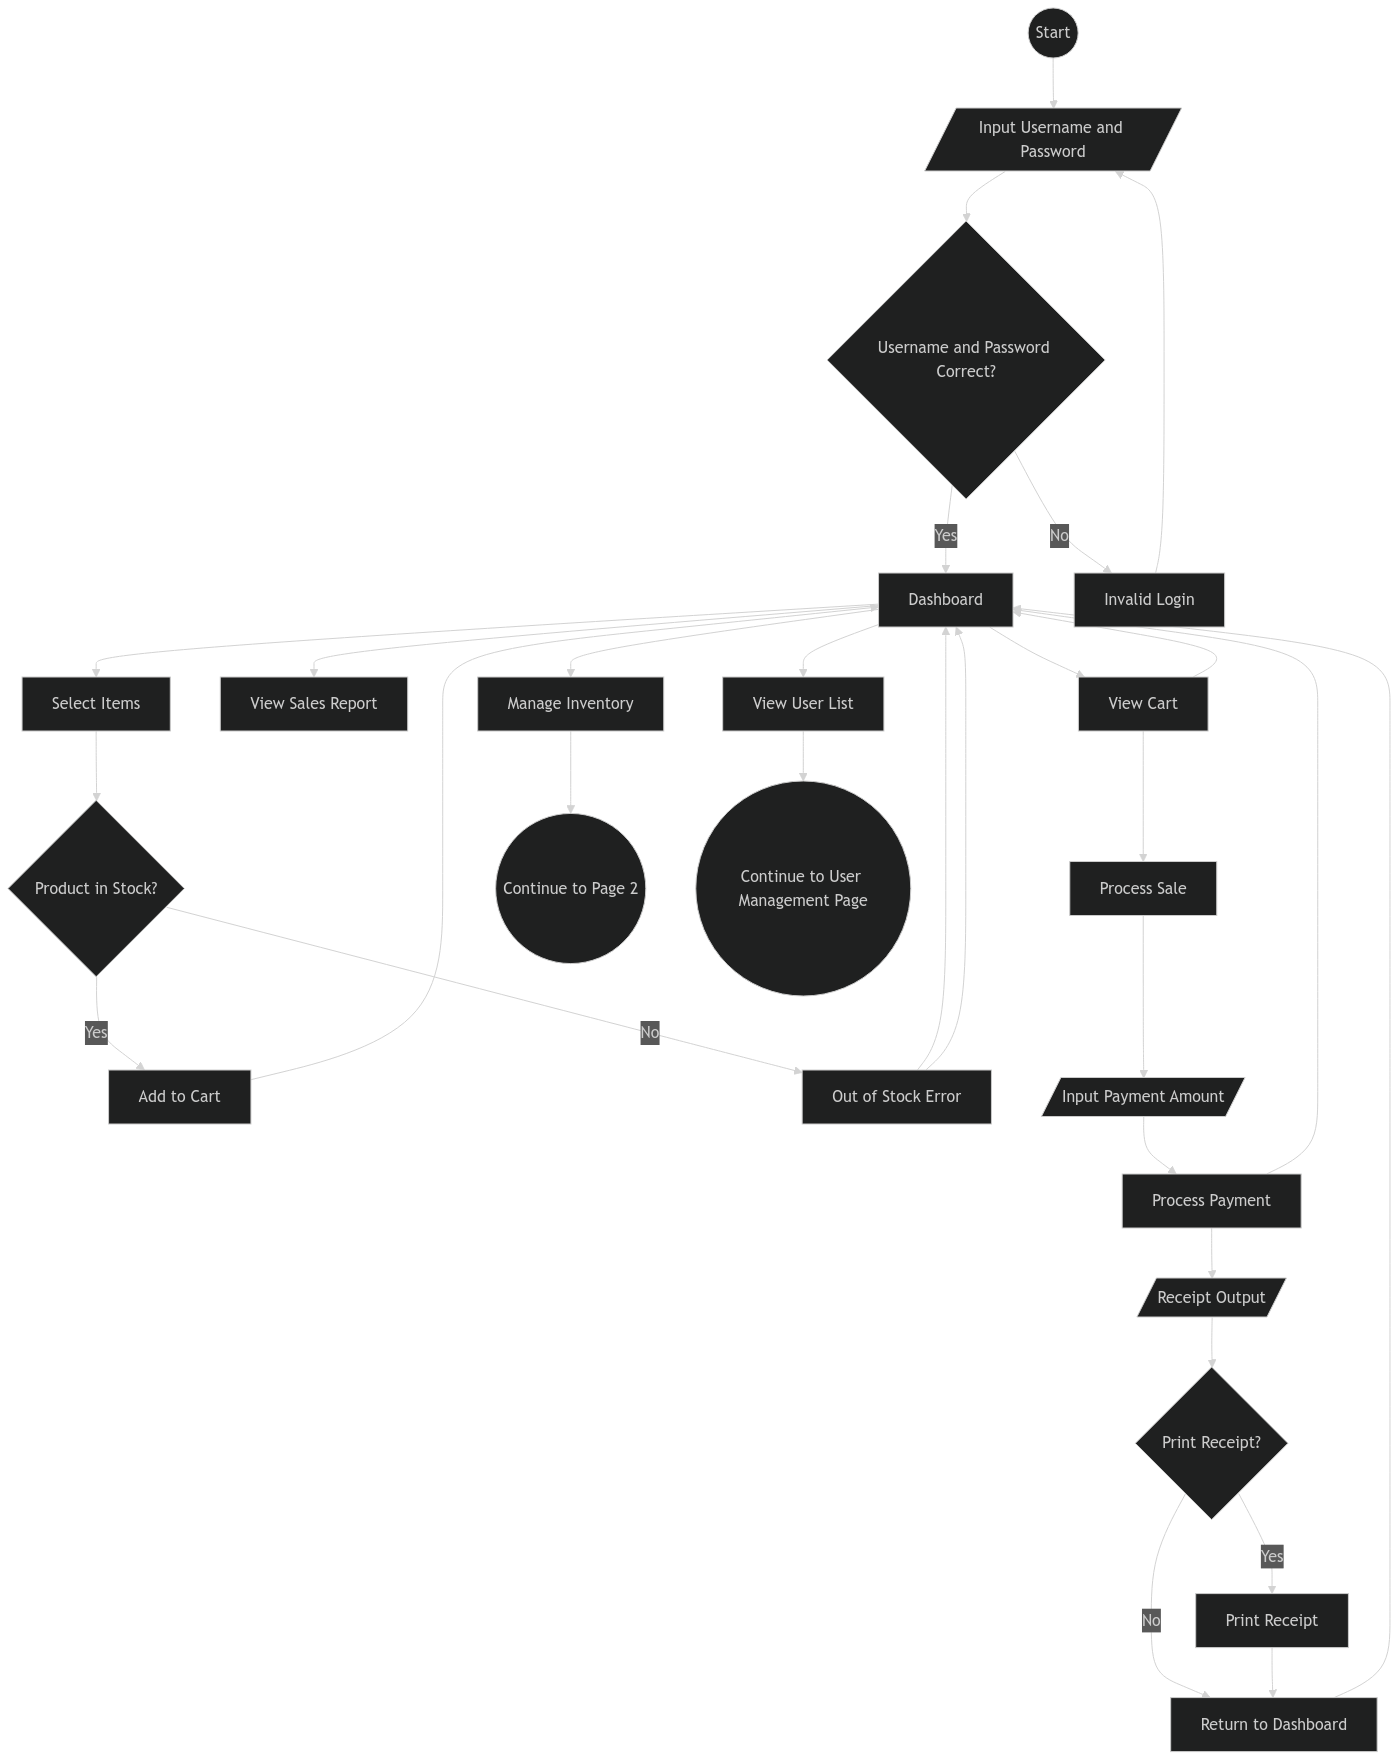 Start
Input Username and
Password
Username and Password
Correct?
Yes
No
Dashboard
Invalid Login
Select Items
View Sales Report
Manage Inventory
View User List
View Cart
Product in Stock?
Continue to Page 2
Continue to User
Management Page
Process Sale
Yes
No
Add to Cart
Out of Stock Error
Input Payment Amount
Process Payment
Receipt Output
Print Receipt?
Yes
No
Print Receipt
Return to Dashboard